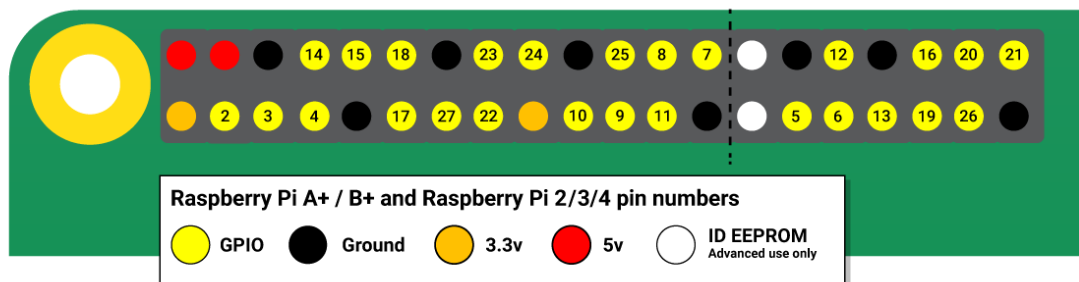 14 15 18 23 24 25 8 7 12 16 20 21
2 3 4 17 27 22 10 9 11 5 6 13 19 26
Raspberry Pi A+ / B+ and Raspberry Pi 2/3/4 pin numbers
GPIO Ground 3.3v 5v ID EEPROM
Advanced use only